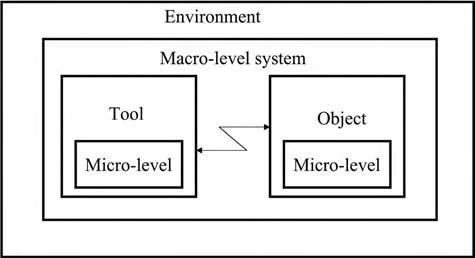 Environment
Macro-level system
Tool
Object
Micro-level
Micro-level